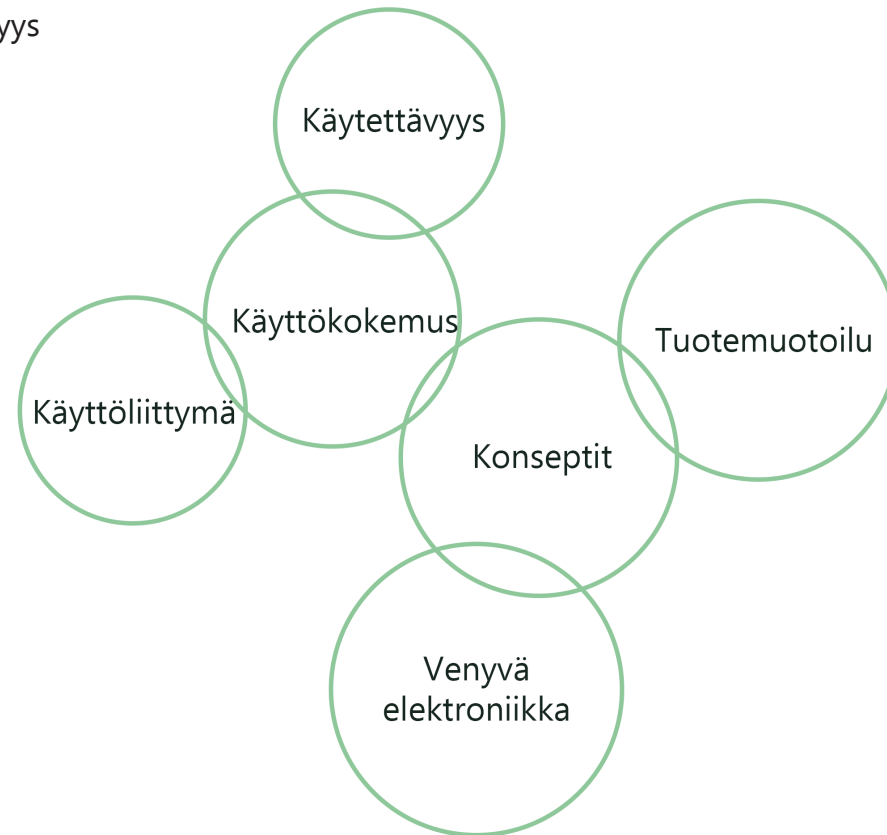 yys
Käytettävyys
Käyttökokemus
Tuotemuotoilu
Käyttöliittymä
Konseptit
Venyvä
elektroniikka